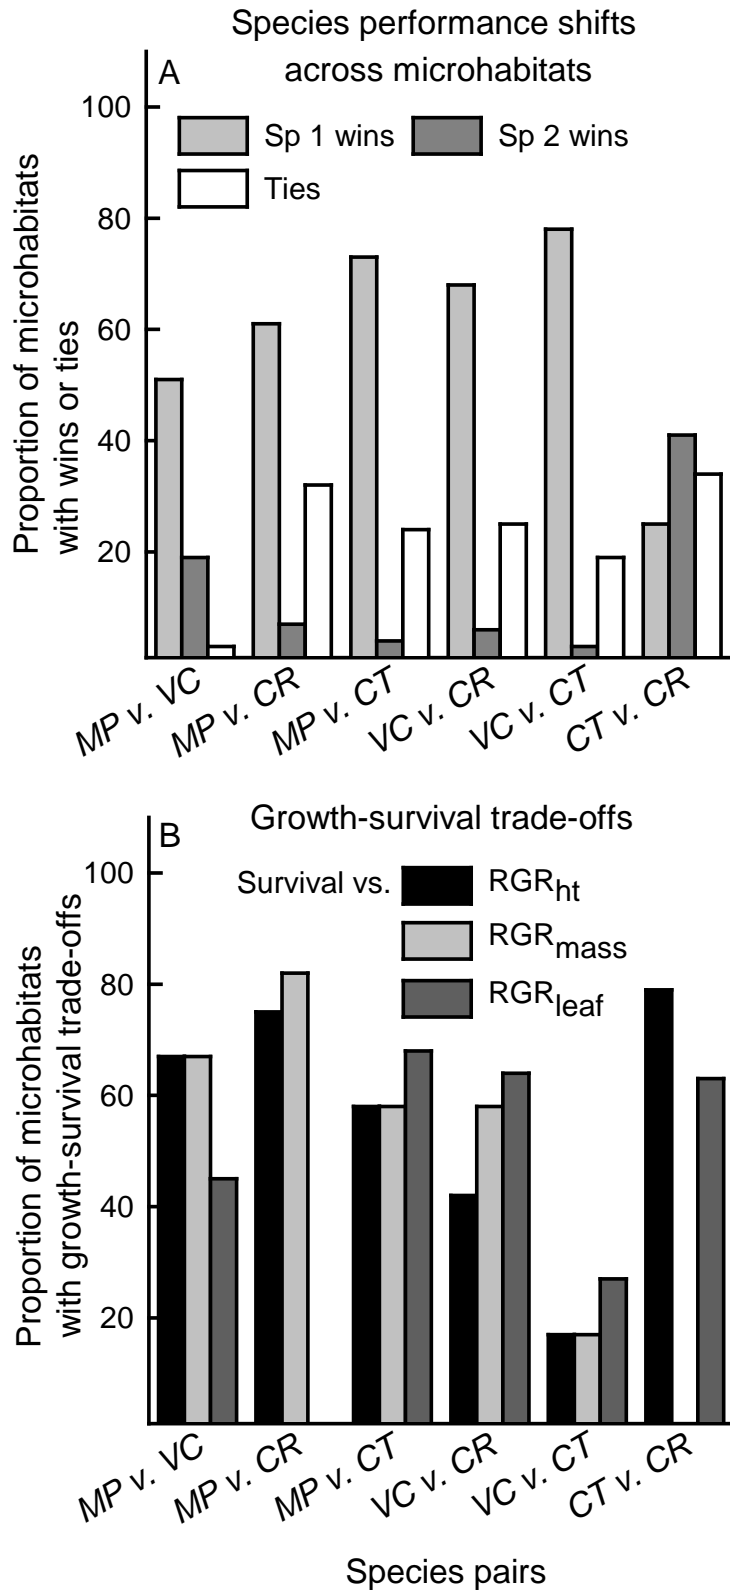 Species performance shifts
across microhabitats
A
100
80
60
40
20
Sp 1 wins
Sp 2 wins
Ties
Proportion of microhabitats
with wins or ties
MP v. VC
MP v. CR
MP v. CT
VC v. CR
VC v. CT
CT v. CR
B
Growth-survival trade-offs
100
80
60
40
20
Survival vs.
RGRht
RGRmass
RGRleaf
Proportion of microhabitats
with growth-survival trade-offs
MP v. VC
MP v. CR
MP v. CT
VC v. CR
VC v. CT
CT v. CR
Species pairs